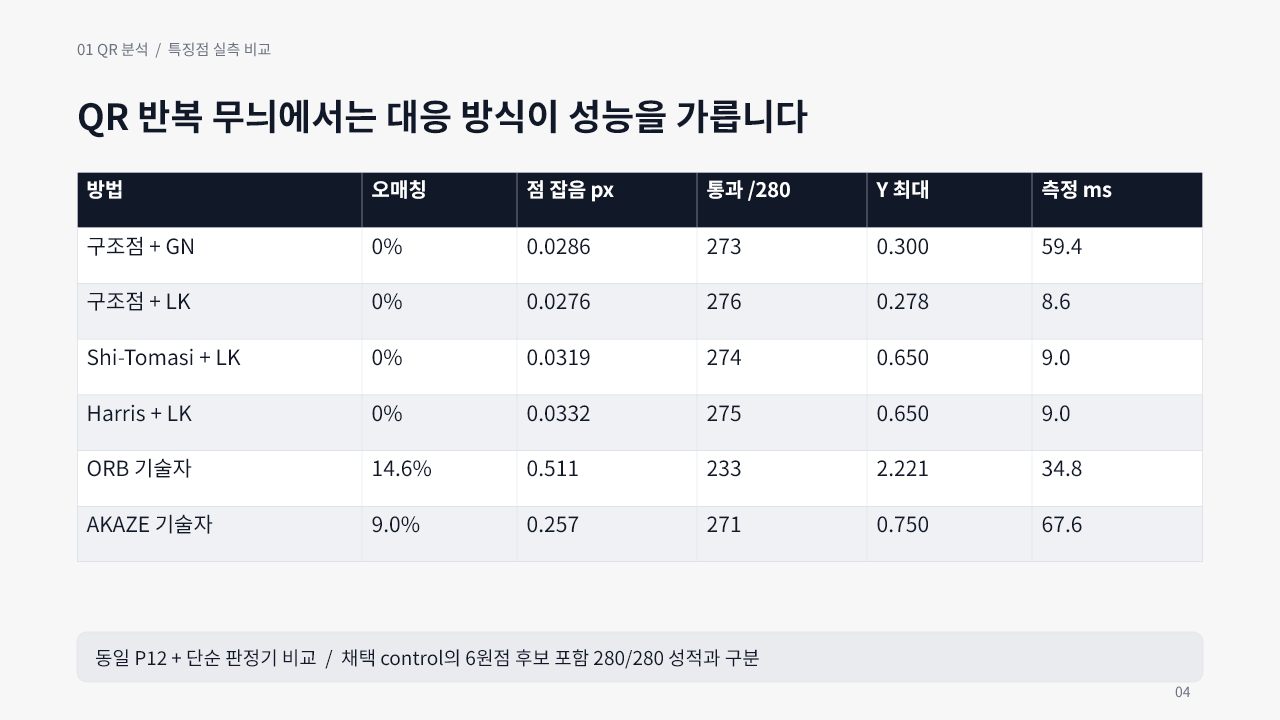 01 QR 분석 / 특징점 실측 비교
QR 반복 무늬에서는 대응 방식이 성능을 가릅니다
방법 오매칭 점 잡음 px 통과 /280 Y 최대 측정 ms
구조점 + GN 0% 0.0286 273 0.300 59.4
구조점 + LK 0% 0.0276 276 0.278 8.6
Shi-Tomasi + LK 0% 0.0319 274 0.650 9.0
Harris + LK 0% 0.0332 275 0.650 9.0
ORB 기술자 14.6% 0.511 233 2.221 34.8
AKAZE 기술자 9.0% 0.257 271 0.750 67.6
동일 P12 + 단순 판정기 비교 / 채택 control의 6원점 후보 포함 280/280 성적과 구분
04